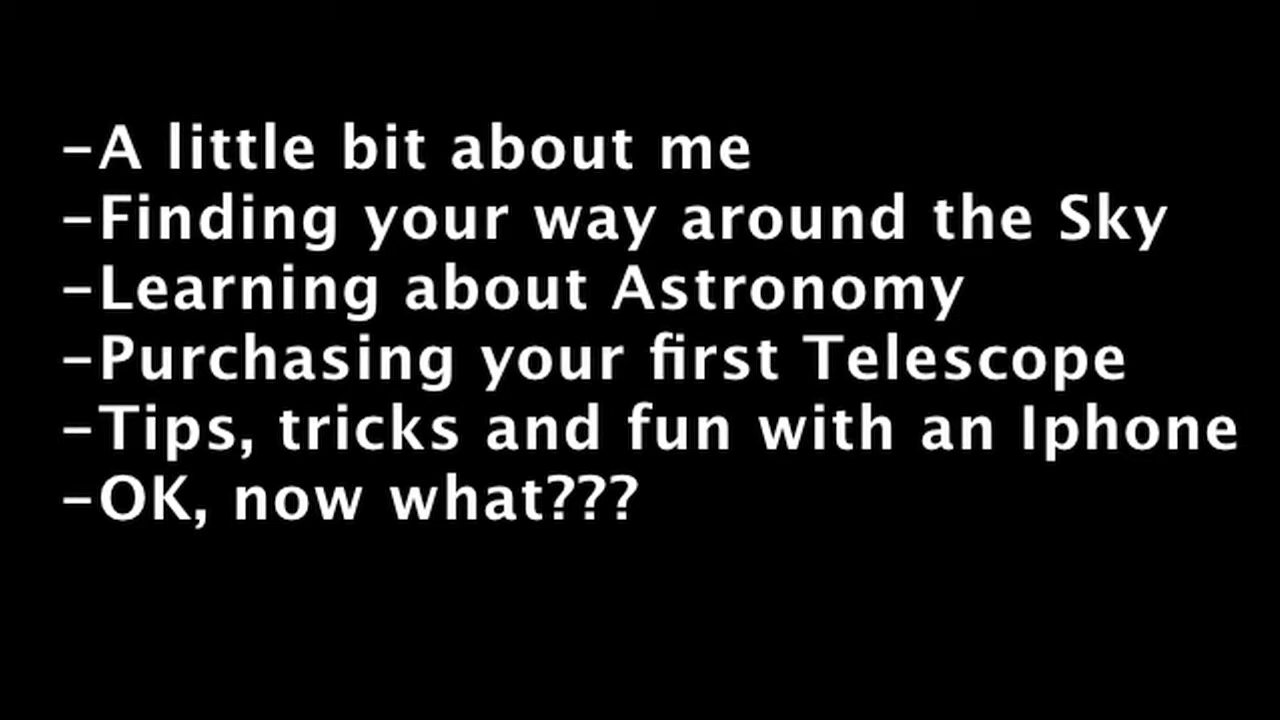 -A little bit about me
-Finding your way around the Sky
-Learning about Astronomy
-Purchasing your first Telescope
-Tips, tricks and fun with an Iphone
-OK, now what???